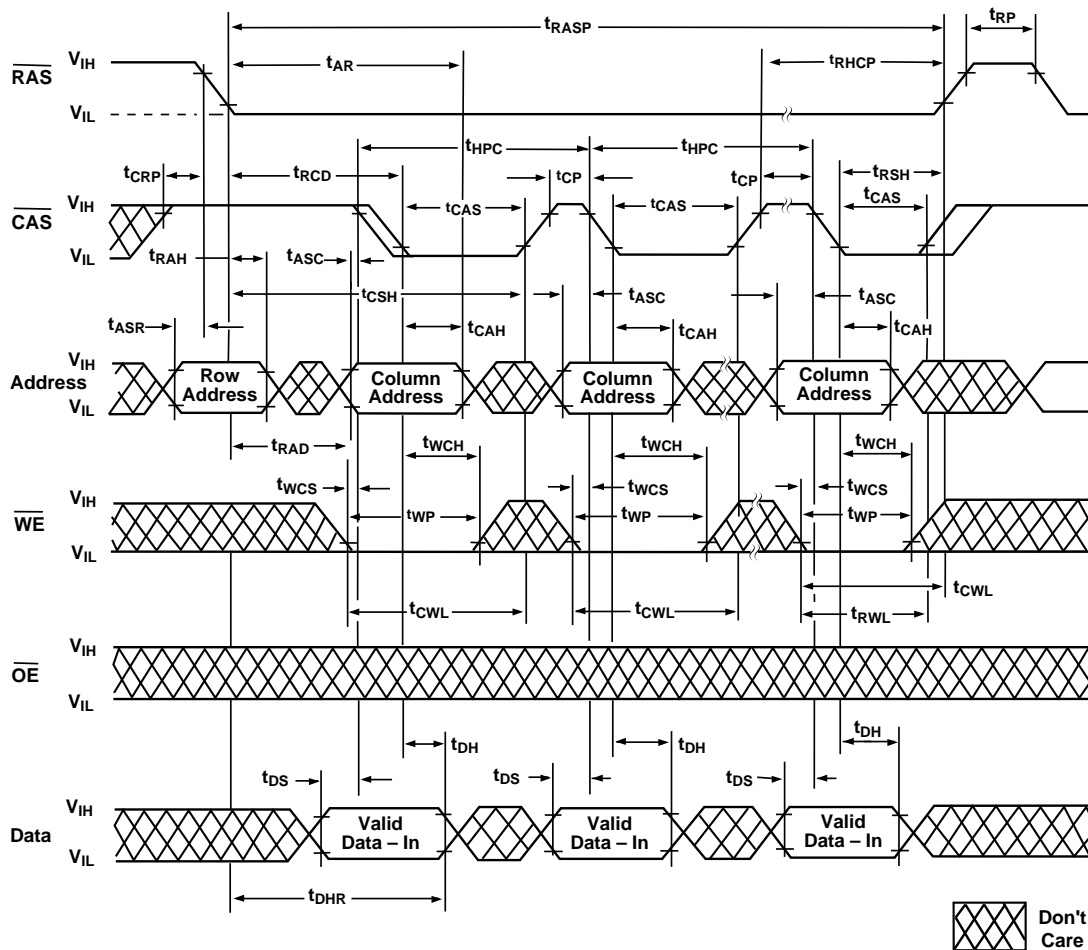 tRASP
tRP
tAR
tRHCP
RAS
VIH
VIL
tHPC
tHPC
tCRP
tRCD
tCP
tCP
tRSH
CAS
VIH
VIL
tCAS
tCAS
tCAS
tRAH
tASC
tCSH
tASC
tASC
tASR
tCAH
tCAH
tCAH
Address
VIH
VIL
Row
Address
Column
Address
Column
Address
Column
Address
tRAD
tWCH
tWCH
tWCH
tWCS
tWCS
tWCS
WE
VIH
VIL
tWP
tWP
tWP
tCWL
tCWL
tCWL
tRWL
OE
VIH
VIL
tDH
tDH
tDH
tDS
tDS
tDS
Data
VIH
VIL
Valid
Data – In
Valid
Data – In
Valid
Data – In
tDHR
Don't
Care